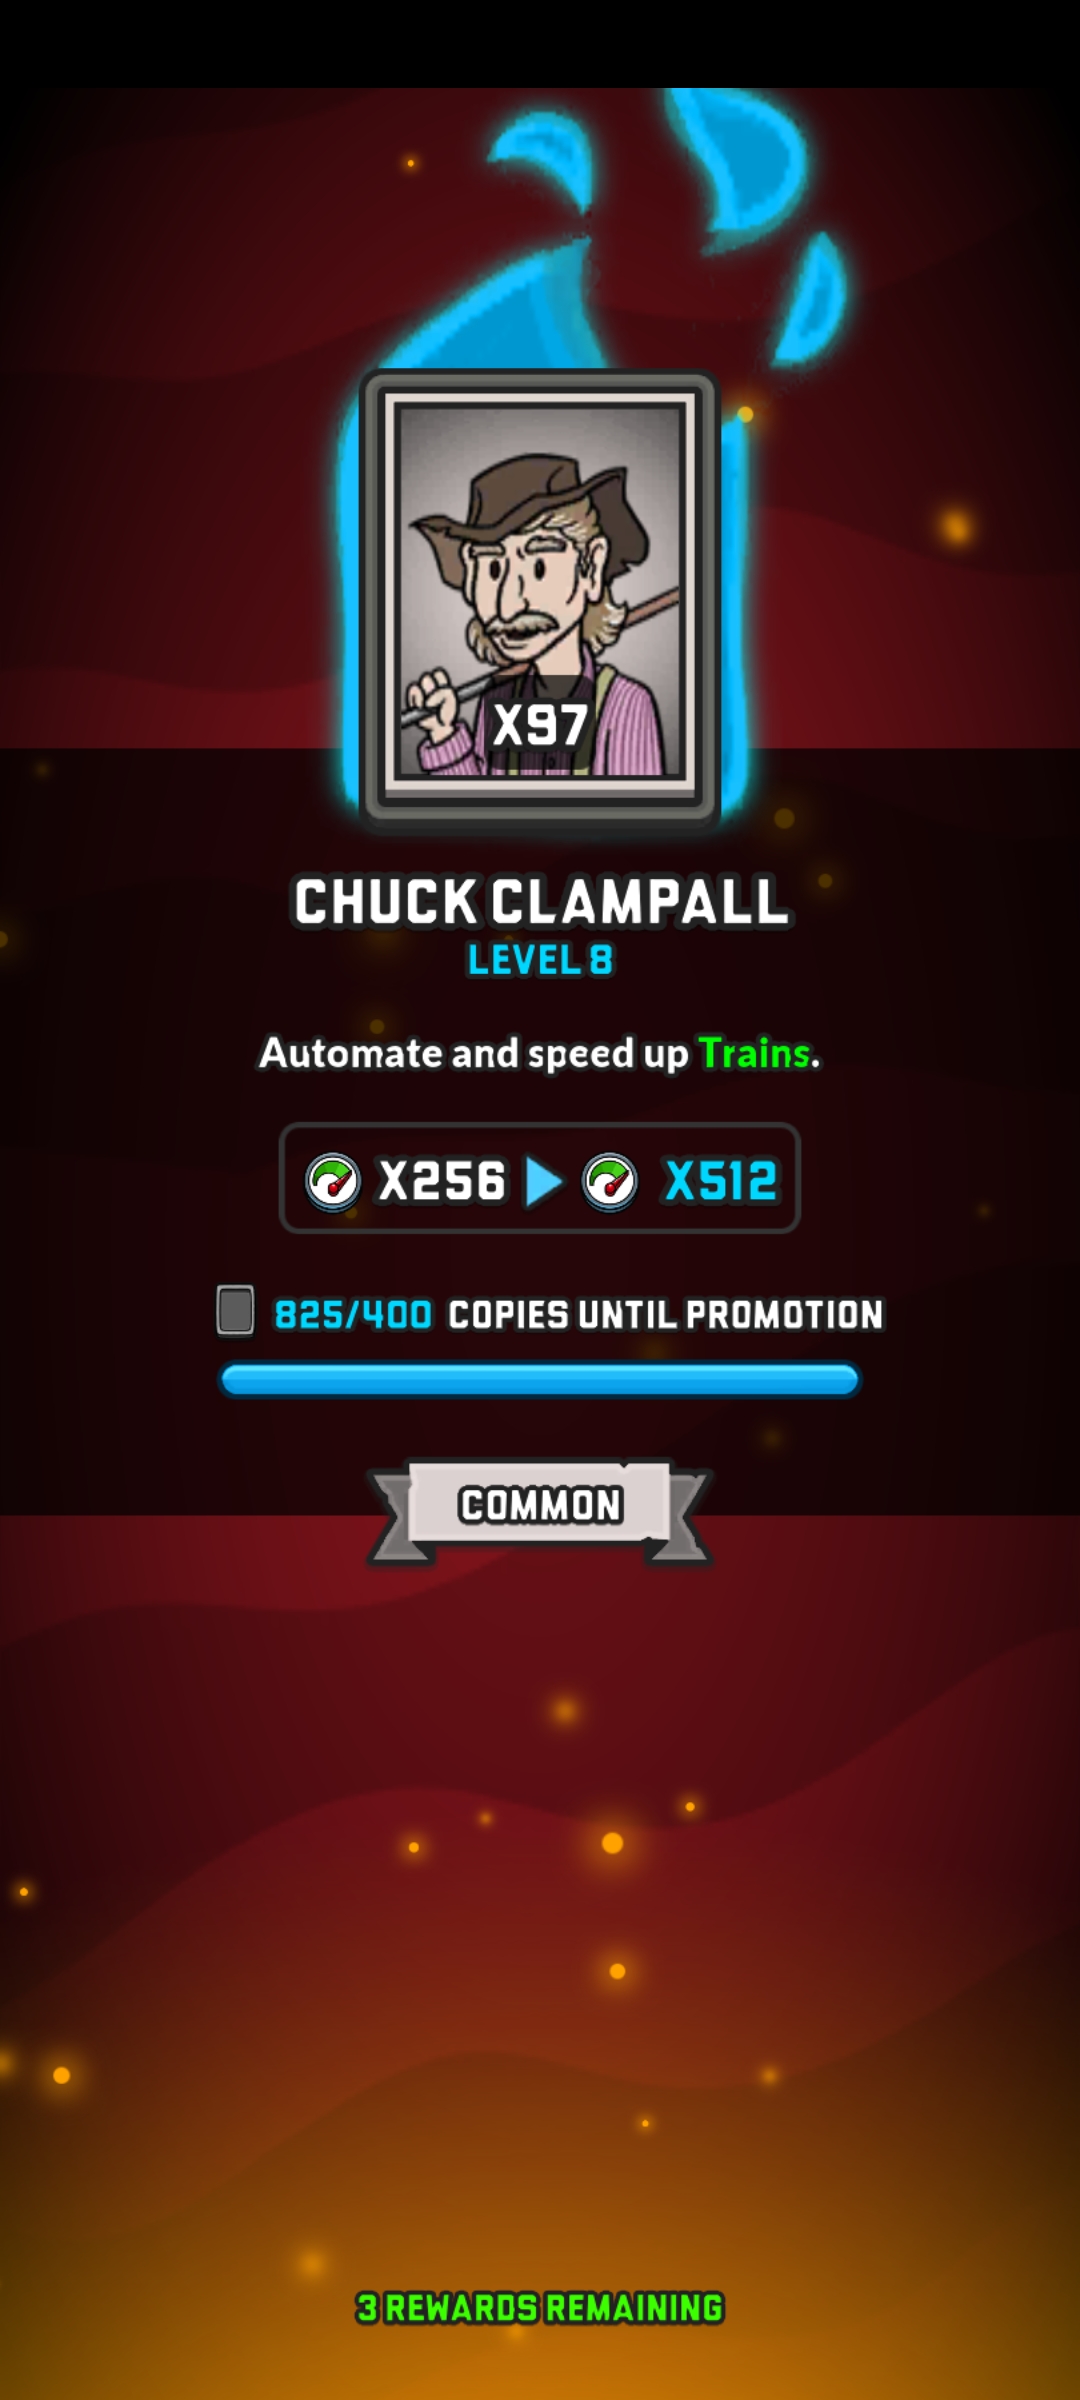 X97
CHUCK CLAMPALL
LEVEL 8
Automate and speed up Trains.
X256 X512
825/400 COPIES UNTIL PROMOTION
COMMON
3 REWARDS REMAINING